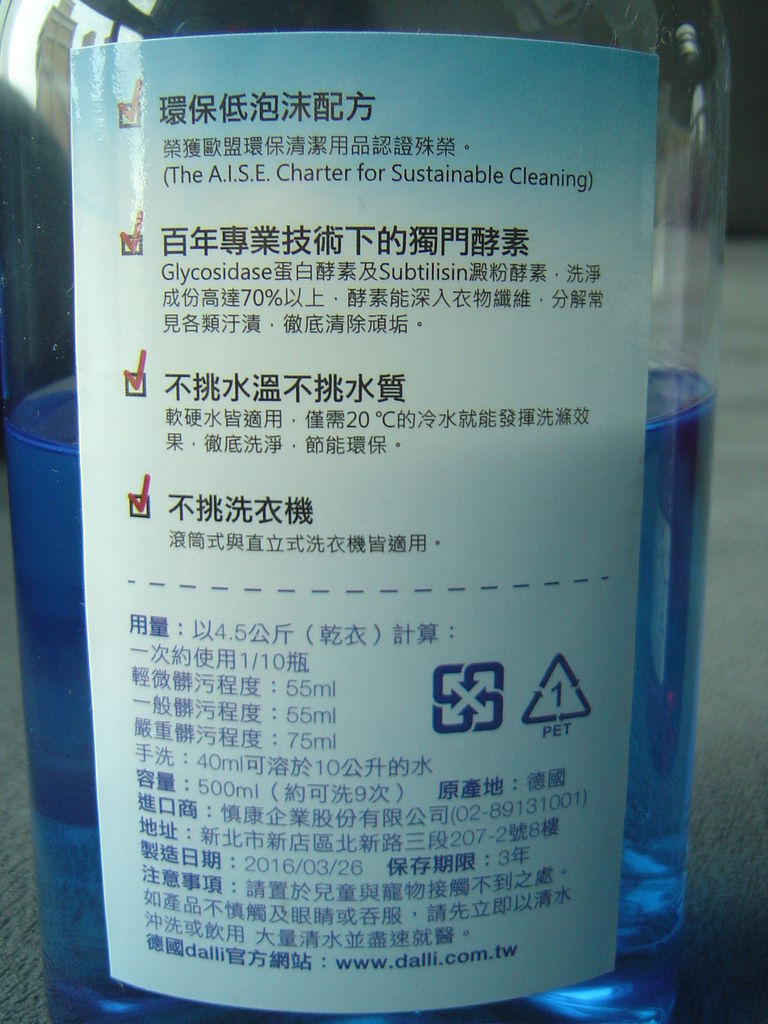 環保低泡沫配方
榮獲歐盟環保清潔用品認證殊榮。
(The A.I.S.E. Charter for Sustainable Cleaning)
百年專業技術下的獨門酵素
Glycosidase蛋白酵素及Subtilisin澱粉酵素，洗淨
成份高達70%以上，酵素能深入衣物纖維，分解常
見各類汙漬，徹底清除頑垢。
不挑水溫不挑水質
軟硬水皆適用，僅需20 ℃的冷水就能發揮洗滌效
果，徹底洗淨，節能環保。
不挑洗衣機
滾筒式與直立式洗衣機皆適用。
用量：以4.5公斤（乾衣）計算：
一次約使用1/10瓶
輕微髒污程度：55ml
一般髒污程度：55ml
嚴重髒污程度：75ml
1
PET
手洗：40ml可溶於10公升的水
容量：500ml（約可洗9次） 原產地：德國
進口商：慎康企業股份有限公司(02-89131001)
地址：新北市新店區北新路三段207-2號8樓
製造日期：2016/03/26 保存期限：3年
注意事項：請置於兒童與寵物接觸不到之處。
如產品不慎觸及眼睛或吞服，請先立即以清水
沖洗或飲用 大量清水並盡速就醫。
德國dalli官方網站：www.dalli.com.tw